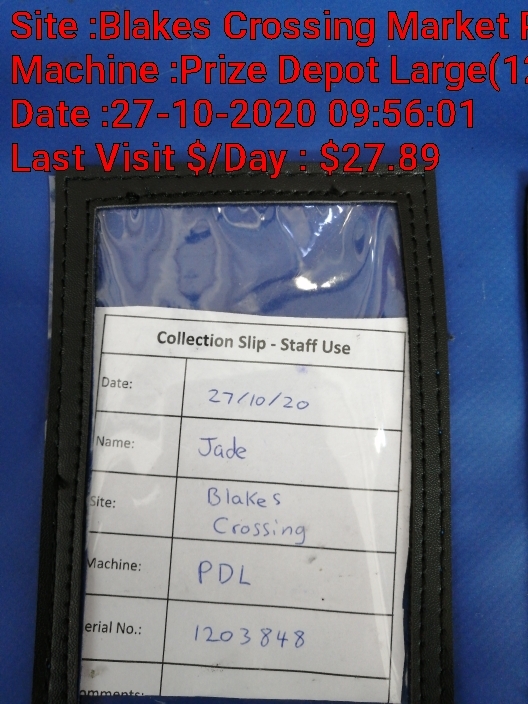 Site :Blakes Crossing Market
Machine :Prize Depot Large(12
Date :27-10-2020 09:56:01
Last Visit $/Day : $27.89
Collection Slip - Staff Use
Date: 27/10/20
Name: Jade
Site: Blakes
Crossing
Machine: PDL
erial No.: 1203848
omments: